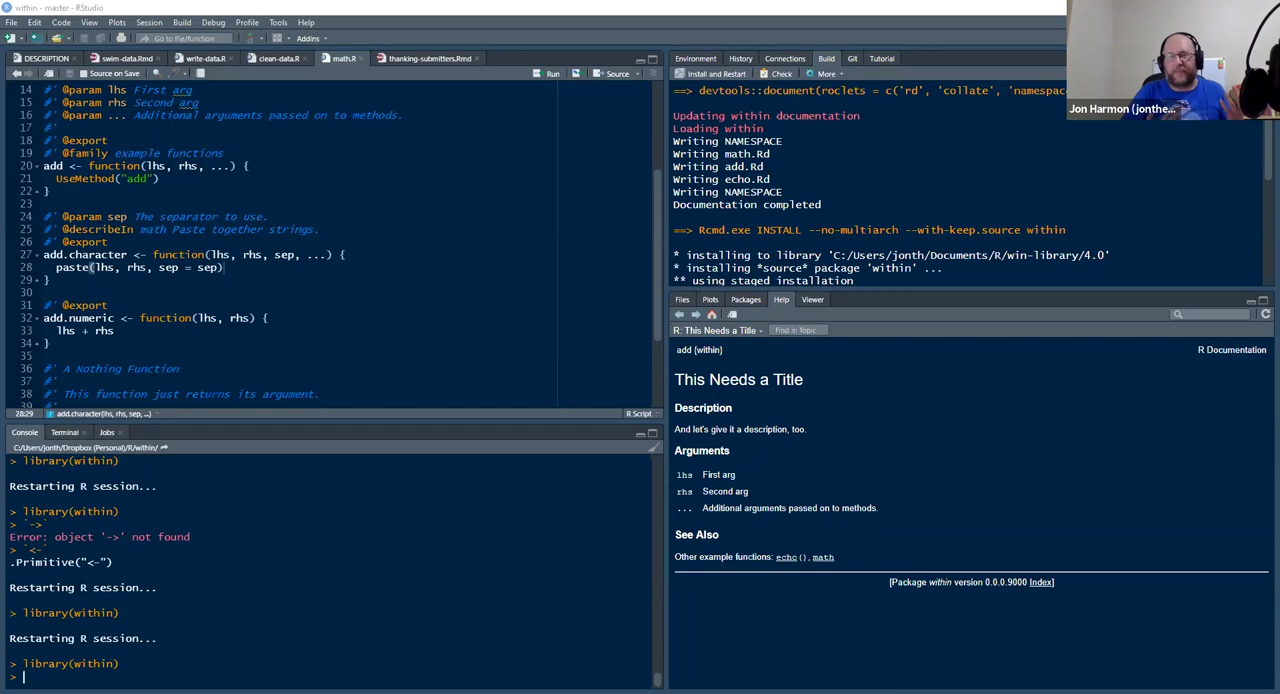 within - master - RStudio
File Edit Code View Plots Session Build Debug Profile Tools Help
Go to file/function Addins
DESCRIPTION swim-data.Rmd write-data.R clean-data.R math.R thanking-submitters.Rmd
Source on Save Run Source
14 #' @param lhs First arg
15 #' @param rhs Second arg
16 #' @param ... Additional arguments passed on to methods.
17 #'
18 #' @export
19 #' @family example functions
20 add <- function(lhs, rhs, ...) {
21 UseMethod("add")
22 }
23
24 #' @param sep The separator to use.
25 #' @describeIn math Paste together strings.
26 #' @export
27 add.character <- function(lhs, rhs, sep, ...) {
28 paste(lhs, rhs, sep = sep)
29 }
30
31 #' @export
32 add.numeric <- function(lhs, rhs) {
33 lhs + rhs
34 }
35
36 #' A Nothing Function
37 #'
38 #' This function just returns its argument.
39 #'
28:29 add.character(lhs, rhs, sep, ...) R Script
Console Terminal Jobs
C:/Users/jonth/Dropbox (Personal)/R/within/
> library(within)
Restarting R session...
> library(within)
> `->`
Error: object '->' not found
> `<-`
.Primitive("<-")
Restarting R session...
> library(within)
Restarting R session...
> library(within)
>
Environment History Connections Build Git Tutorial
Install and Restart Check More
==> devtools::document(roclets = c('rd', 'collate', 'namespac
Updating within documentation
Loading within
Writing NAMESPACE
Writing math.Rd
Writing add.Rd
Writing echo.Rd
Writing NAMESPACE
Documentation completed
==> Rcmd.exe INSTALL --no-multiarch --with-keep.source within
* installing to library 'C:/Users/jonth/Documents/R/win-library/4.0'
* installing *source* package 'within' ...
** using staged installation
Files Plots Packages Help Viewer
R: This Needs a Title Find in Topic
add {within} R Documentation
This Needs a Title
Description
And let's give it a description, too.
Arguments
lhs First arg
rhs Second arg
... Additional arguments passed on to methods.
See Also
Other example functions: echo(), math
[Package within version 0.0.0.9000 Index]
Jon Harmon (jonthe...